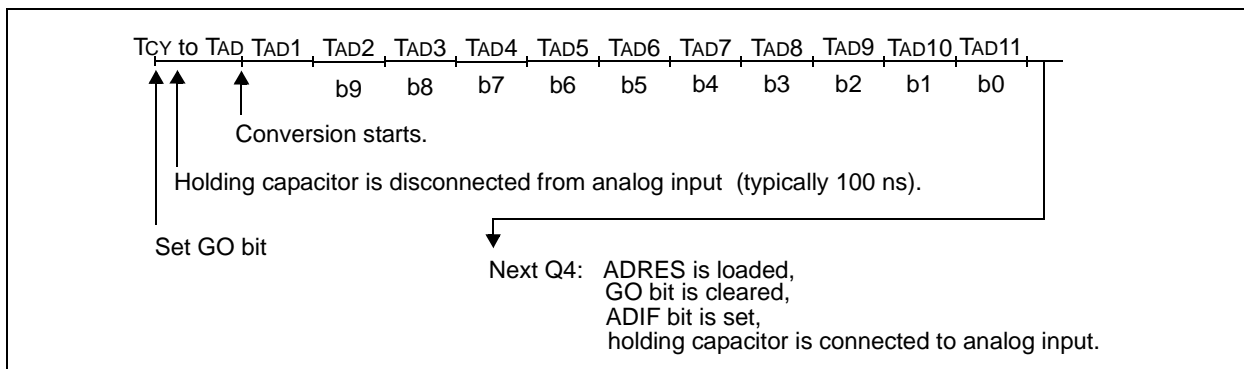 TCY to TAD TAD1 TAD2 TAD3 TAD4 TAD5 TAD6 TAD7 TAD8 TAD9 TAD10 TAD11
b9 b8 b7 b6 b5 b4 b3 b2 b1 b0
Conversion starts.
Holding capacitor is disconnected from analog input (typically 100 ns).
Set GO bit
Next Q4: ADRES is loaded,
GO bit is cleared,
ADIF bit is set,
holding capacitor is connected to analog input.